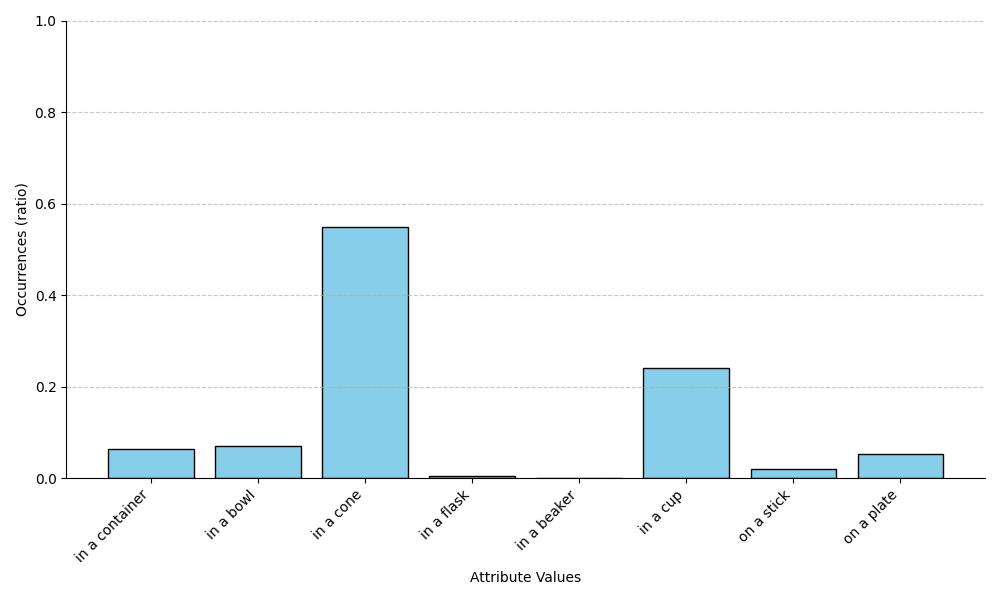 1.0
0.8
0.6
0.4
0.2
0.0
Occurrences (ratio)
in a container
in a bowl
in a cone
in a flask
in a beaker
in a cup
on a stick
on a plate
Attribute Values